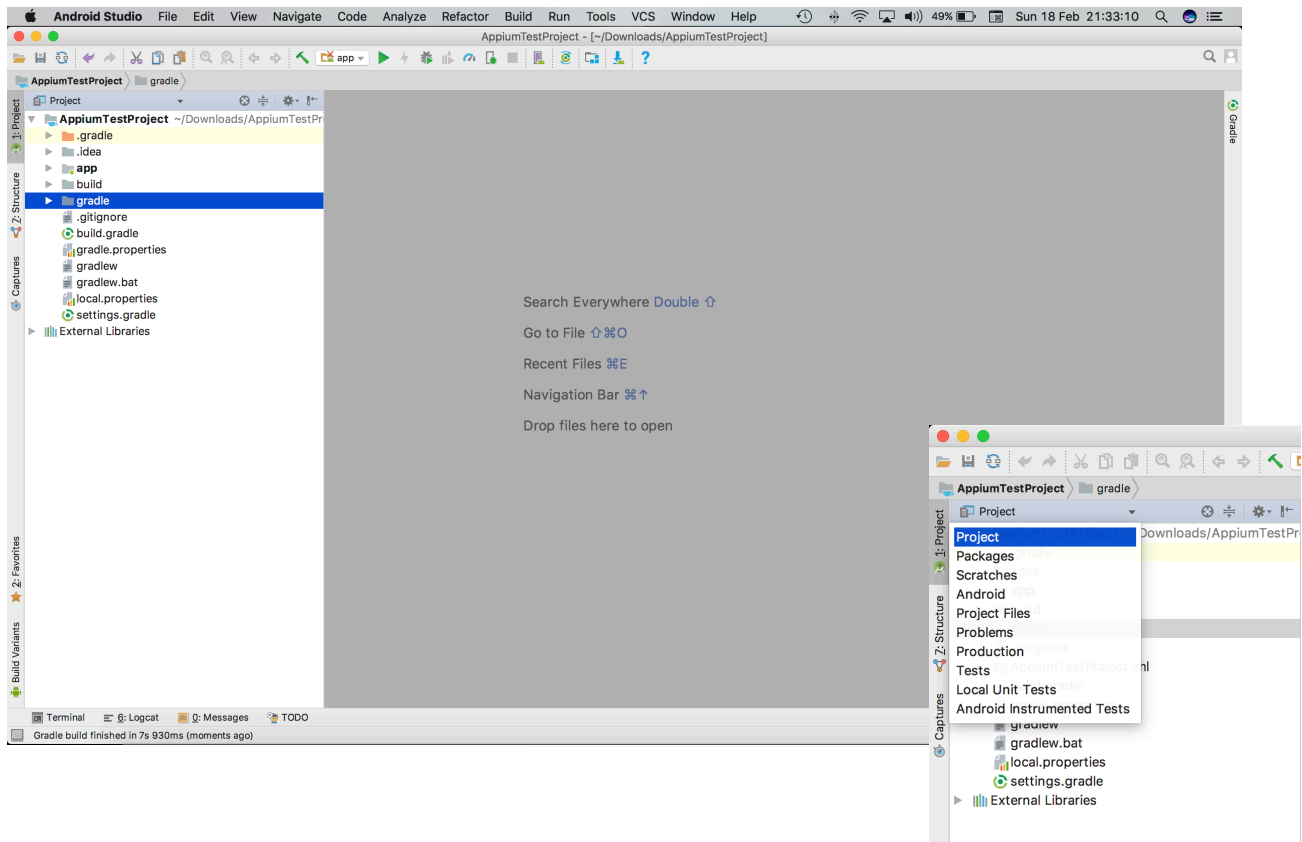 Android Studio File Edit View Navigate Code Analyze Refactor Build Run Tools VCS Window Help 49% Sun 18 Feb 21:33:10
AppiumTestProject - [~/Downloads/AppiumTestProject]
app
AppiumTestProject gradle
Project
AppiumTestProject ~/Downloads/AppiumTestPr
.gradle
.idea
app
build
gradle
.gitignore
build.gradle
gradle.properties
gradlew
gradlew.bat
local.properties
settings.gradle
External Libraries
1: Project
Z: Structure
Captures
2: Favorites
Build Variants
Gradle
Search Everywhere Double ⇧
Go to File ⇧⌘O
Recent Files ⌘E
Navigation Bar ⌘↑
Drop files here to open
Terminal 6: Logcat 0: Messages TODO
Gradle build finished in 7s 930ms (moments ago)
AppiumTestProject gradle
Project
1: Project
Z: Structure
Captures
Downloads/AppiumTestPr
Project
Packages
Scratches
Android
Project Files
Problems
Production
Tests
Local Unit Tests
Android Instrumented Tests
gradlew
gradlew.bat
local.properties
settings.gradle
External Libraries